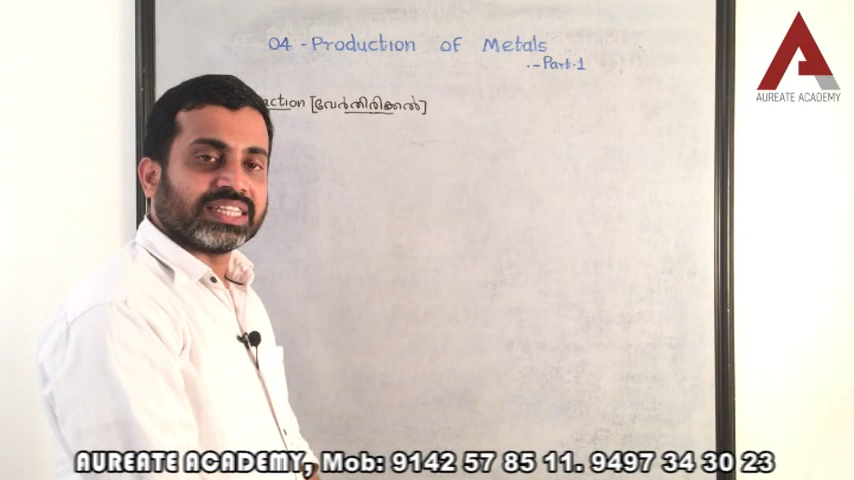 04 - Production of Metals
- Part-1
action [വേർതിരിക്കൽ]
AUREATE ACADEMY
AUREATE ACADEMY, Mob: 9142 57 85 11. 9497 34 30 23